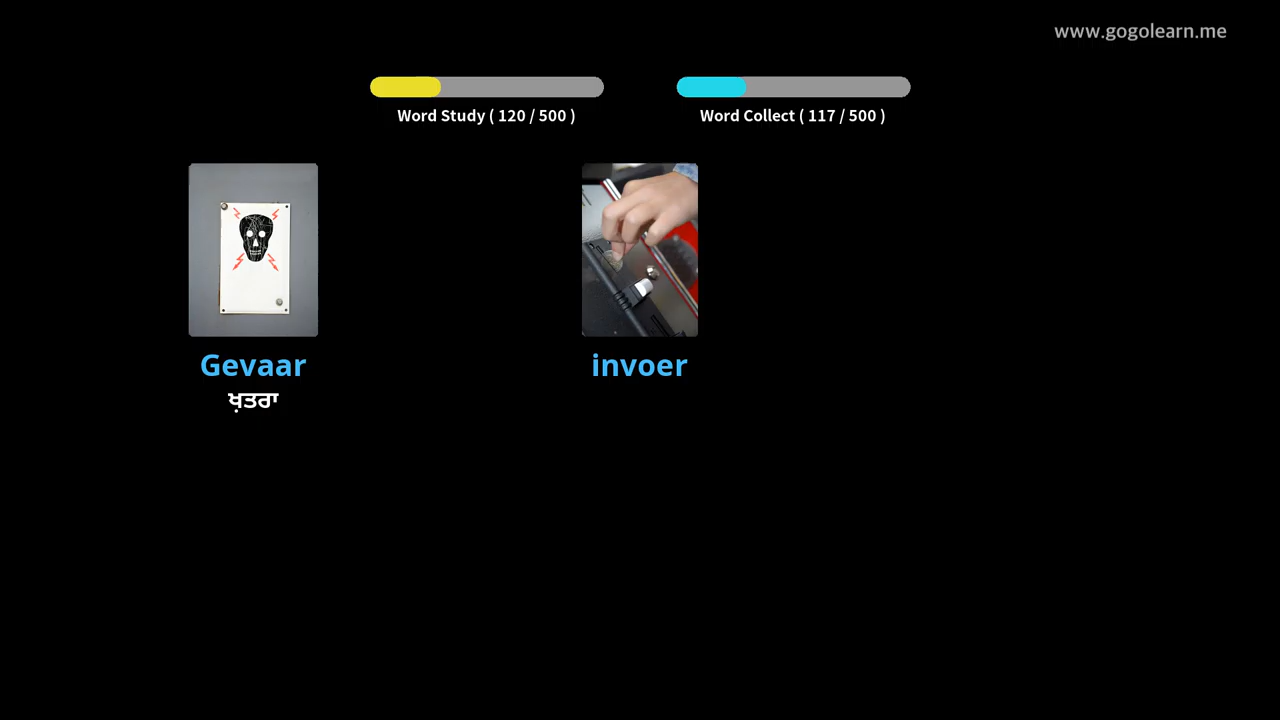 www.gogolearn.me
Word Study ( 120 / 500 )
Word Collect ( 117 / 500 )
Gevaar
invoer
ਖ਼ਤਰਾ